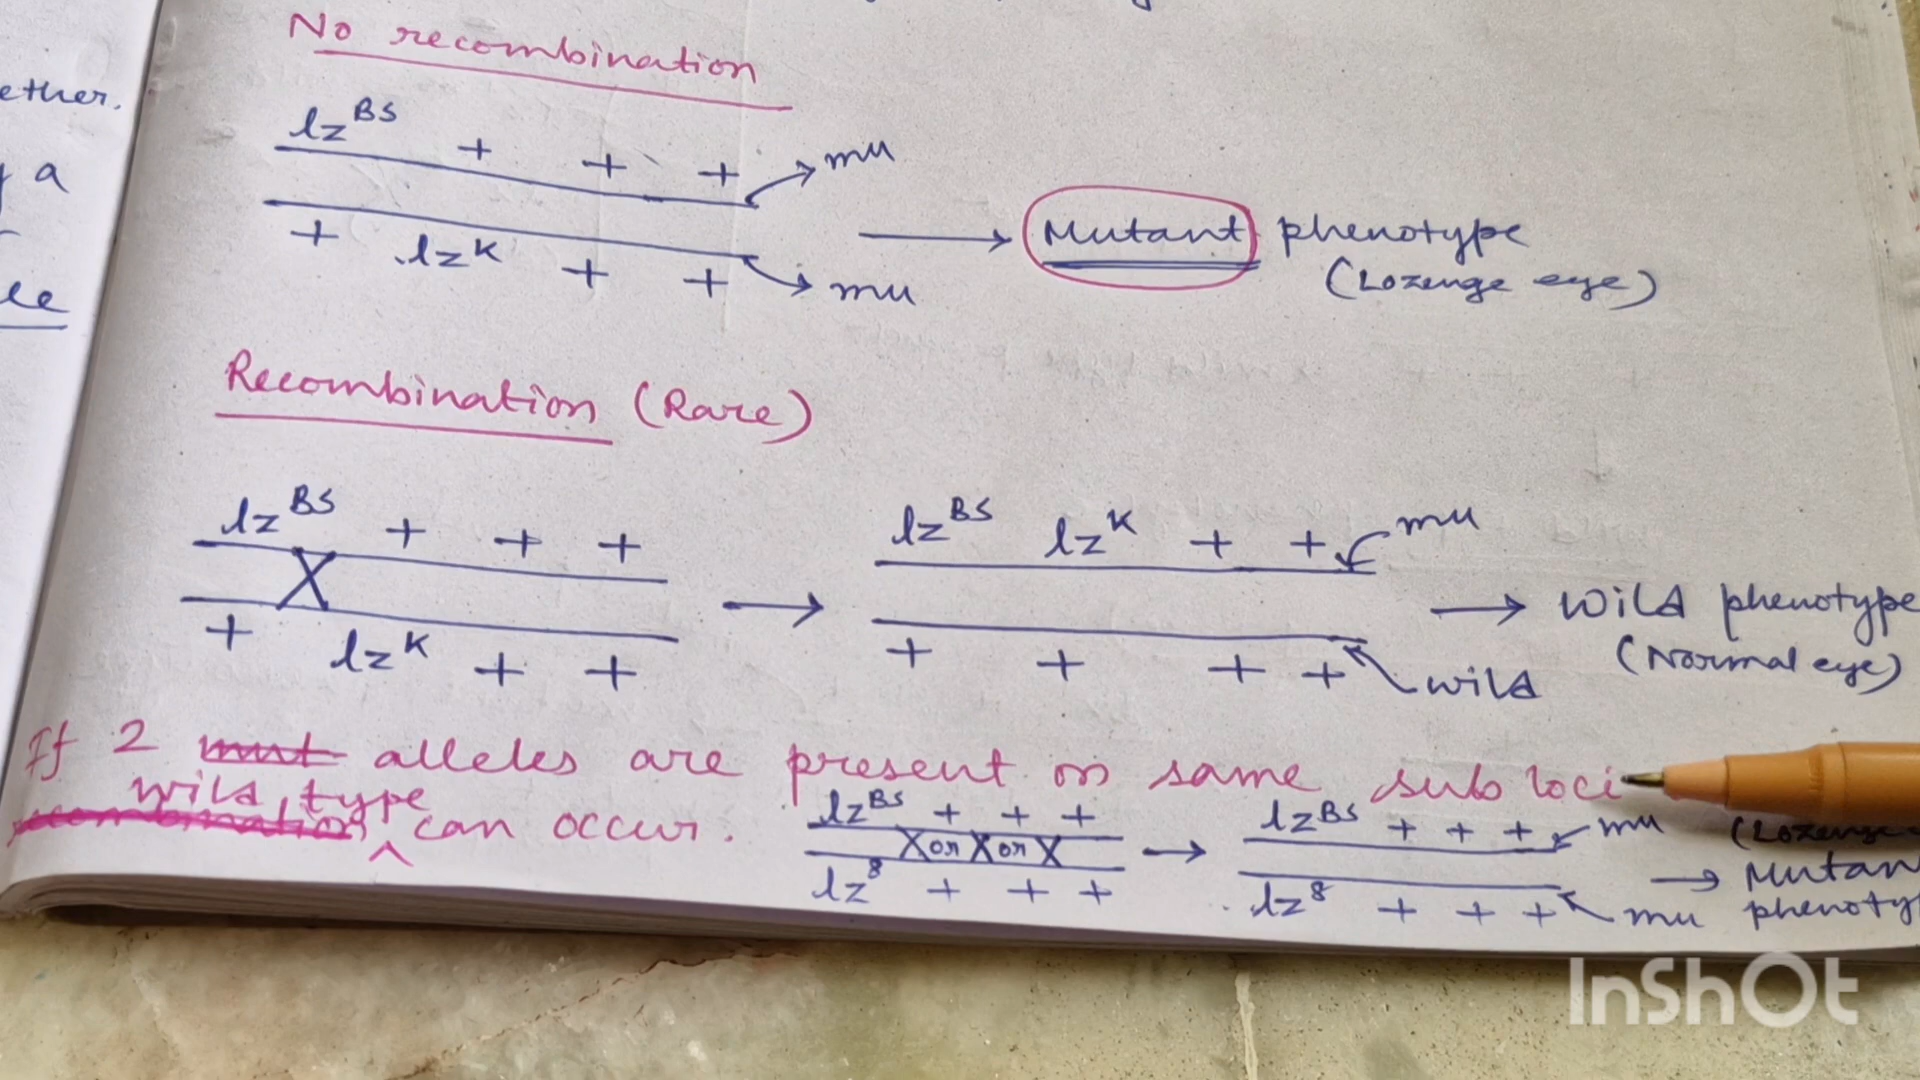 ether.
a
No recombination
lz^BS + + + mu
+ lz^K + + mu
Mutant phenotype
(Lozenge eye)
Recombination (Rare)
lz^BS + + +
+ lz^K + +
lz^BS lz^K + + mu
+ + + + wild
Wild phenotype
(Normal eye)
If 2 mut alleles are present on same sub loci
wild type
recombination can occur.
lz^BS + + +
X or X or X
lz^8 + + +
lz^BS + + + mu
lz^8 + + + mu
(Lozenge
Mutan
phenoty
InShOt